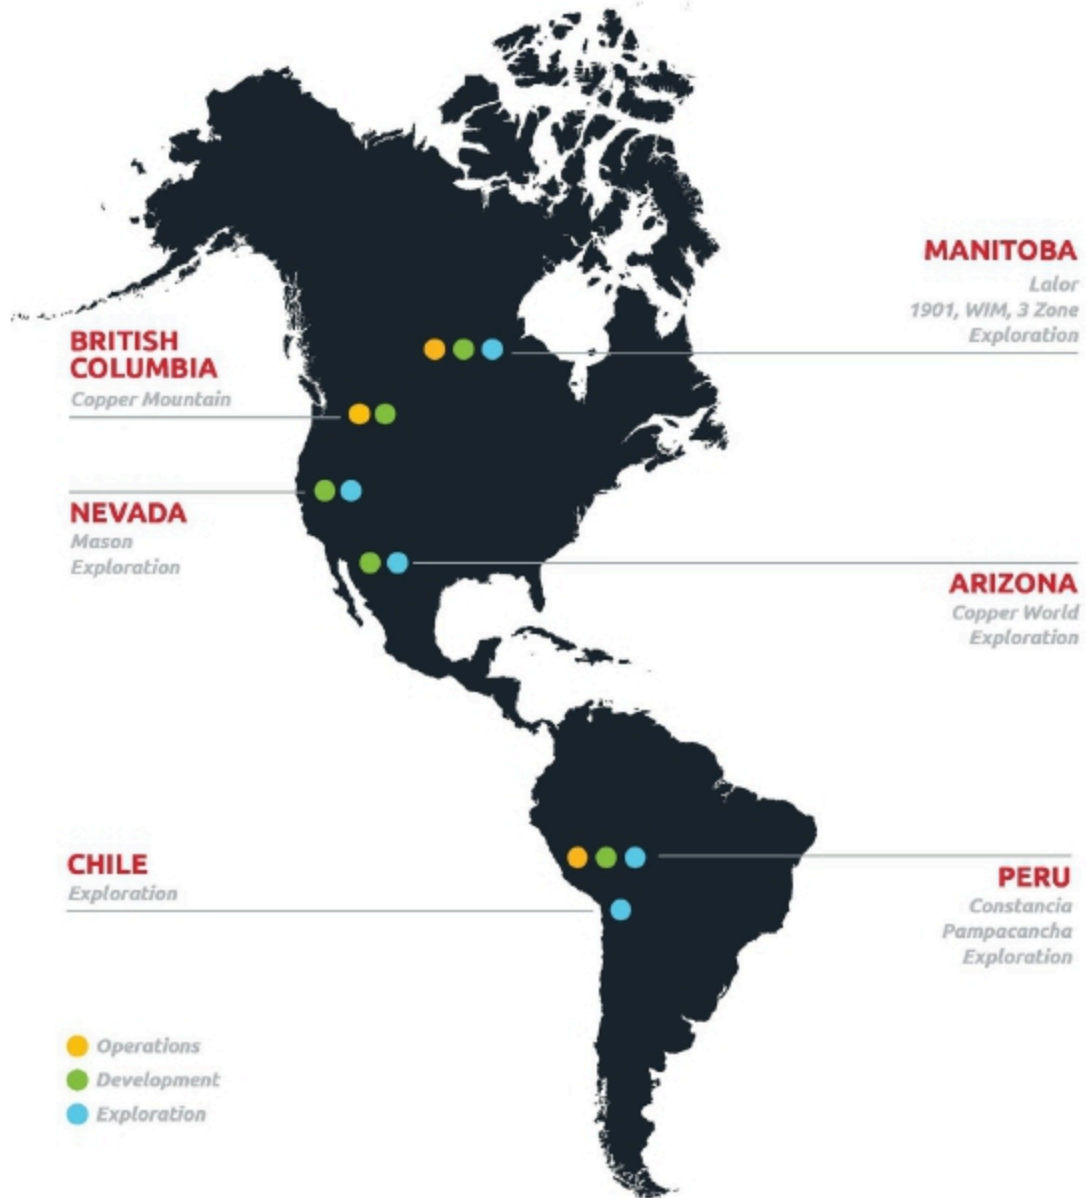 MANITOBA
Lalor
1901, WIM, 3 Zone
Exploration
BRITISH
COLUMBIA
Copper Mountain
NEVADA
Mason
Exploration
ARIZONA
Copper World
Exploration
CHILE
Exploration
PERU
Constancia
Pampacancha
Exploration
Operations
Development
Exploration